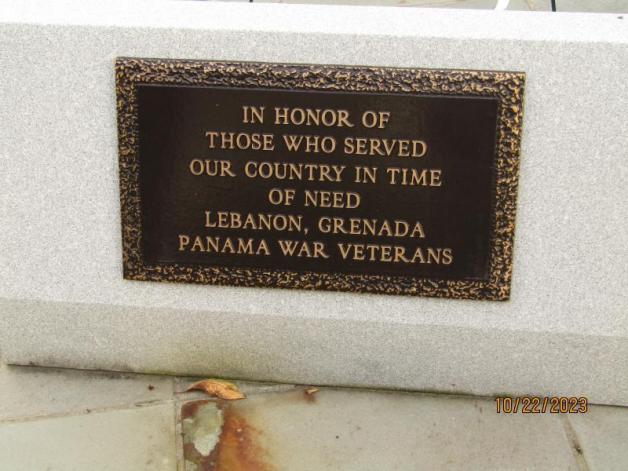 IN HONOR OF
THOSE WHO SERVED
OUR COUNTRY IN TIME
OF NEED
LEBANON, GRENADA
PANAMA WAR VETERANS
10/22/2023